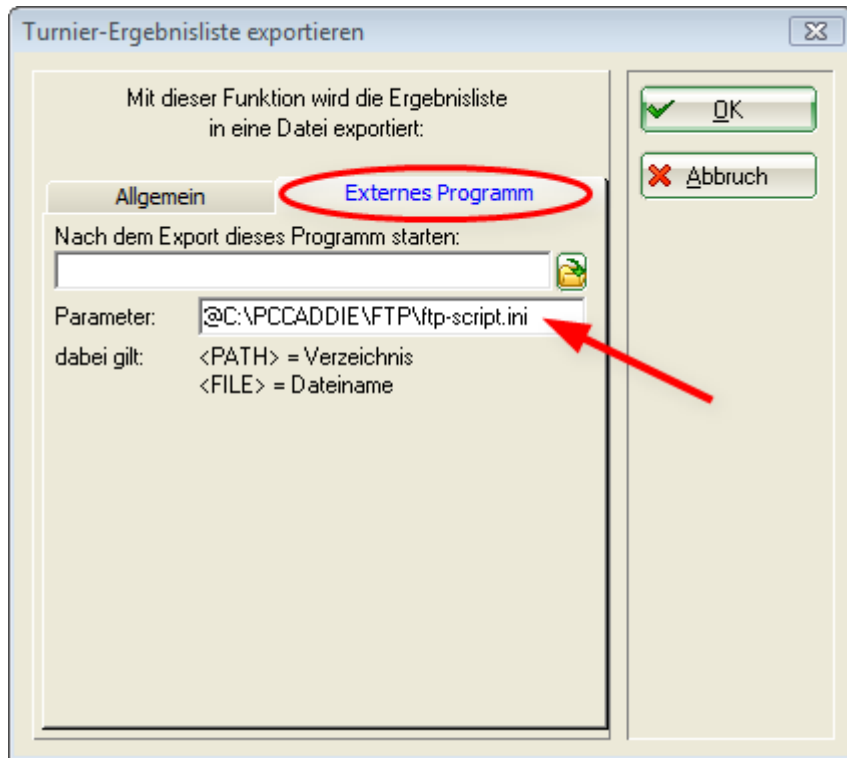 Turnier-Ergebnisliste exportieren
Mit dieser Funktion wird die Ergebnisliste
in eine Datei exportiert:
OK
Abbruch
Allgemein
Externes Programm
Nach dem Export dieses Programm starten:
Parameter: @C:\PCCADDIE\FTP\ftp-script.ini
dabei gilt: <PATH> = Verzeichnis
<FILE> = Dateiname